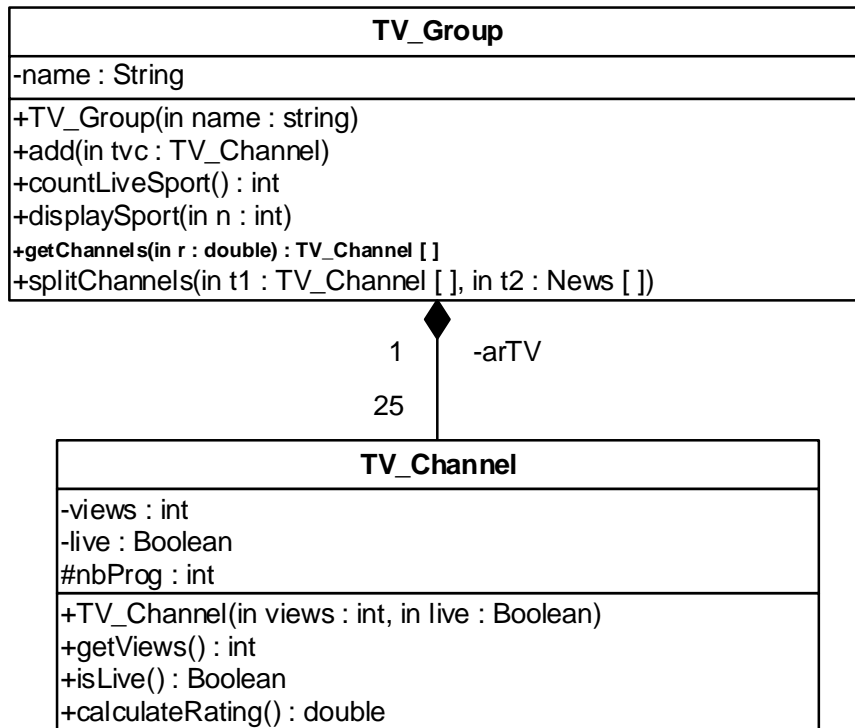 TV_Group
-name : String
+TV_Group(in name : string)
+add(in tvc : TV_Channel)
+countLiveSport() : int
+displaySport(in n : int)
+getChannels(in r : double) : TV_Channel [ ]
+splitChannels(in t1 : TV_Channel [ ], in t2 : News [ ])
1 -arTV
25
TV_Channel
-views : int
-live : Boolean
#nbProg : int
+TV_Channel(in views : int, in live : Boolean)
+getViews() : int
+isLive() : Boolean
+calculateRating() : double